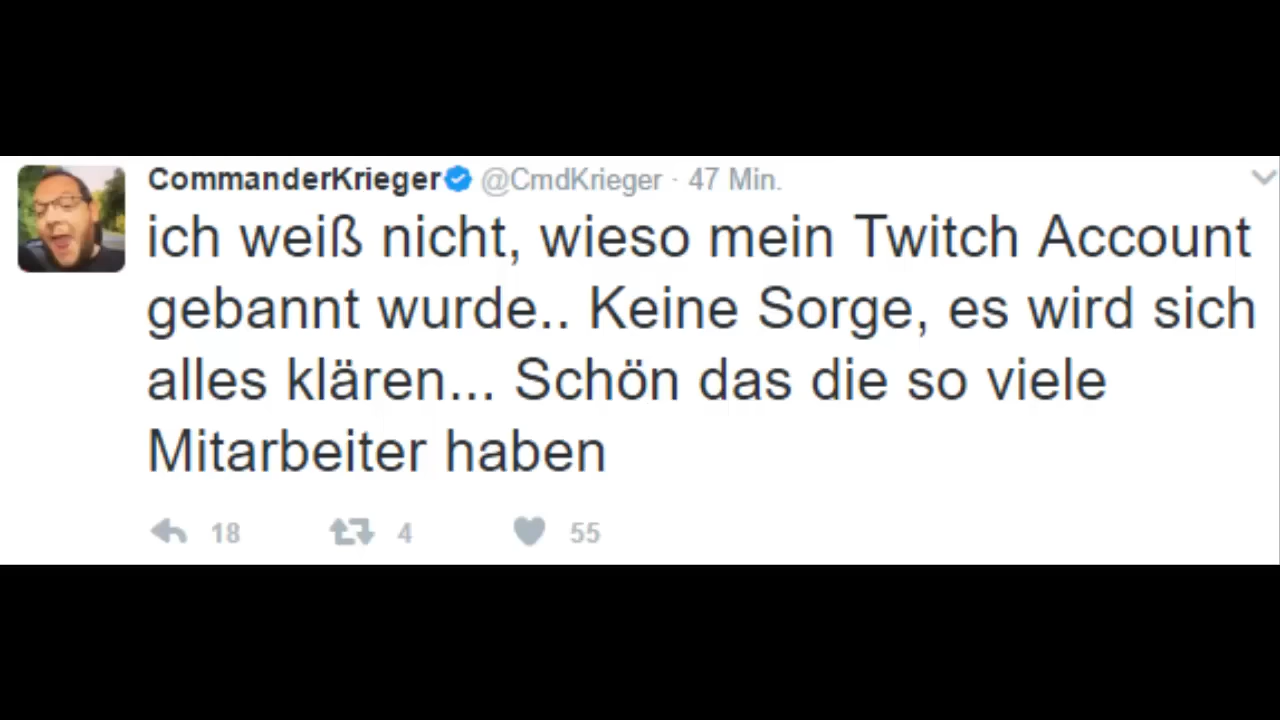 CommanderKrieger @CmdKrieger · 47 Min.
ich weiß nicht, wieso mein Twitch Account
gebannt wurde.. Keine Sorge, es wird sich
alles klären... Schön das die so viele
Mitarbeiter haben
18 4 55